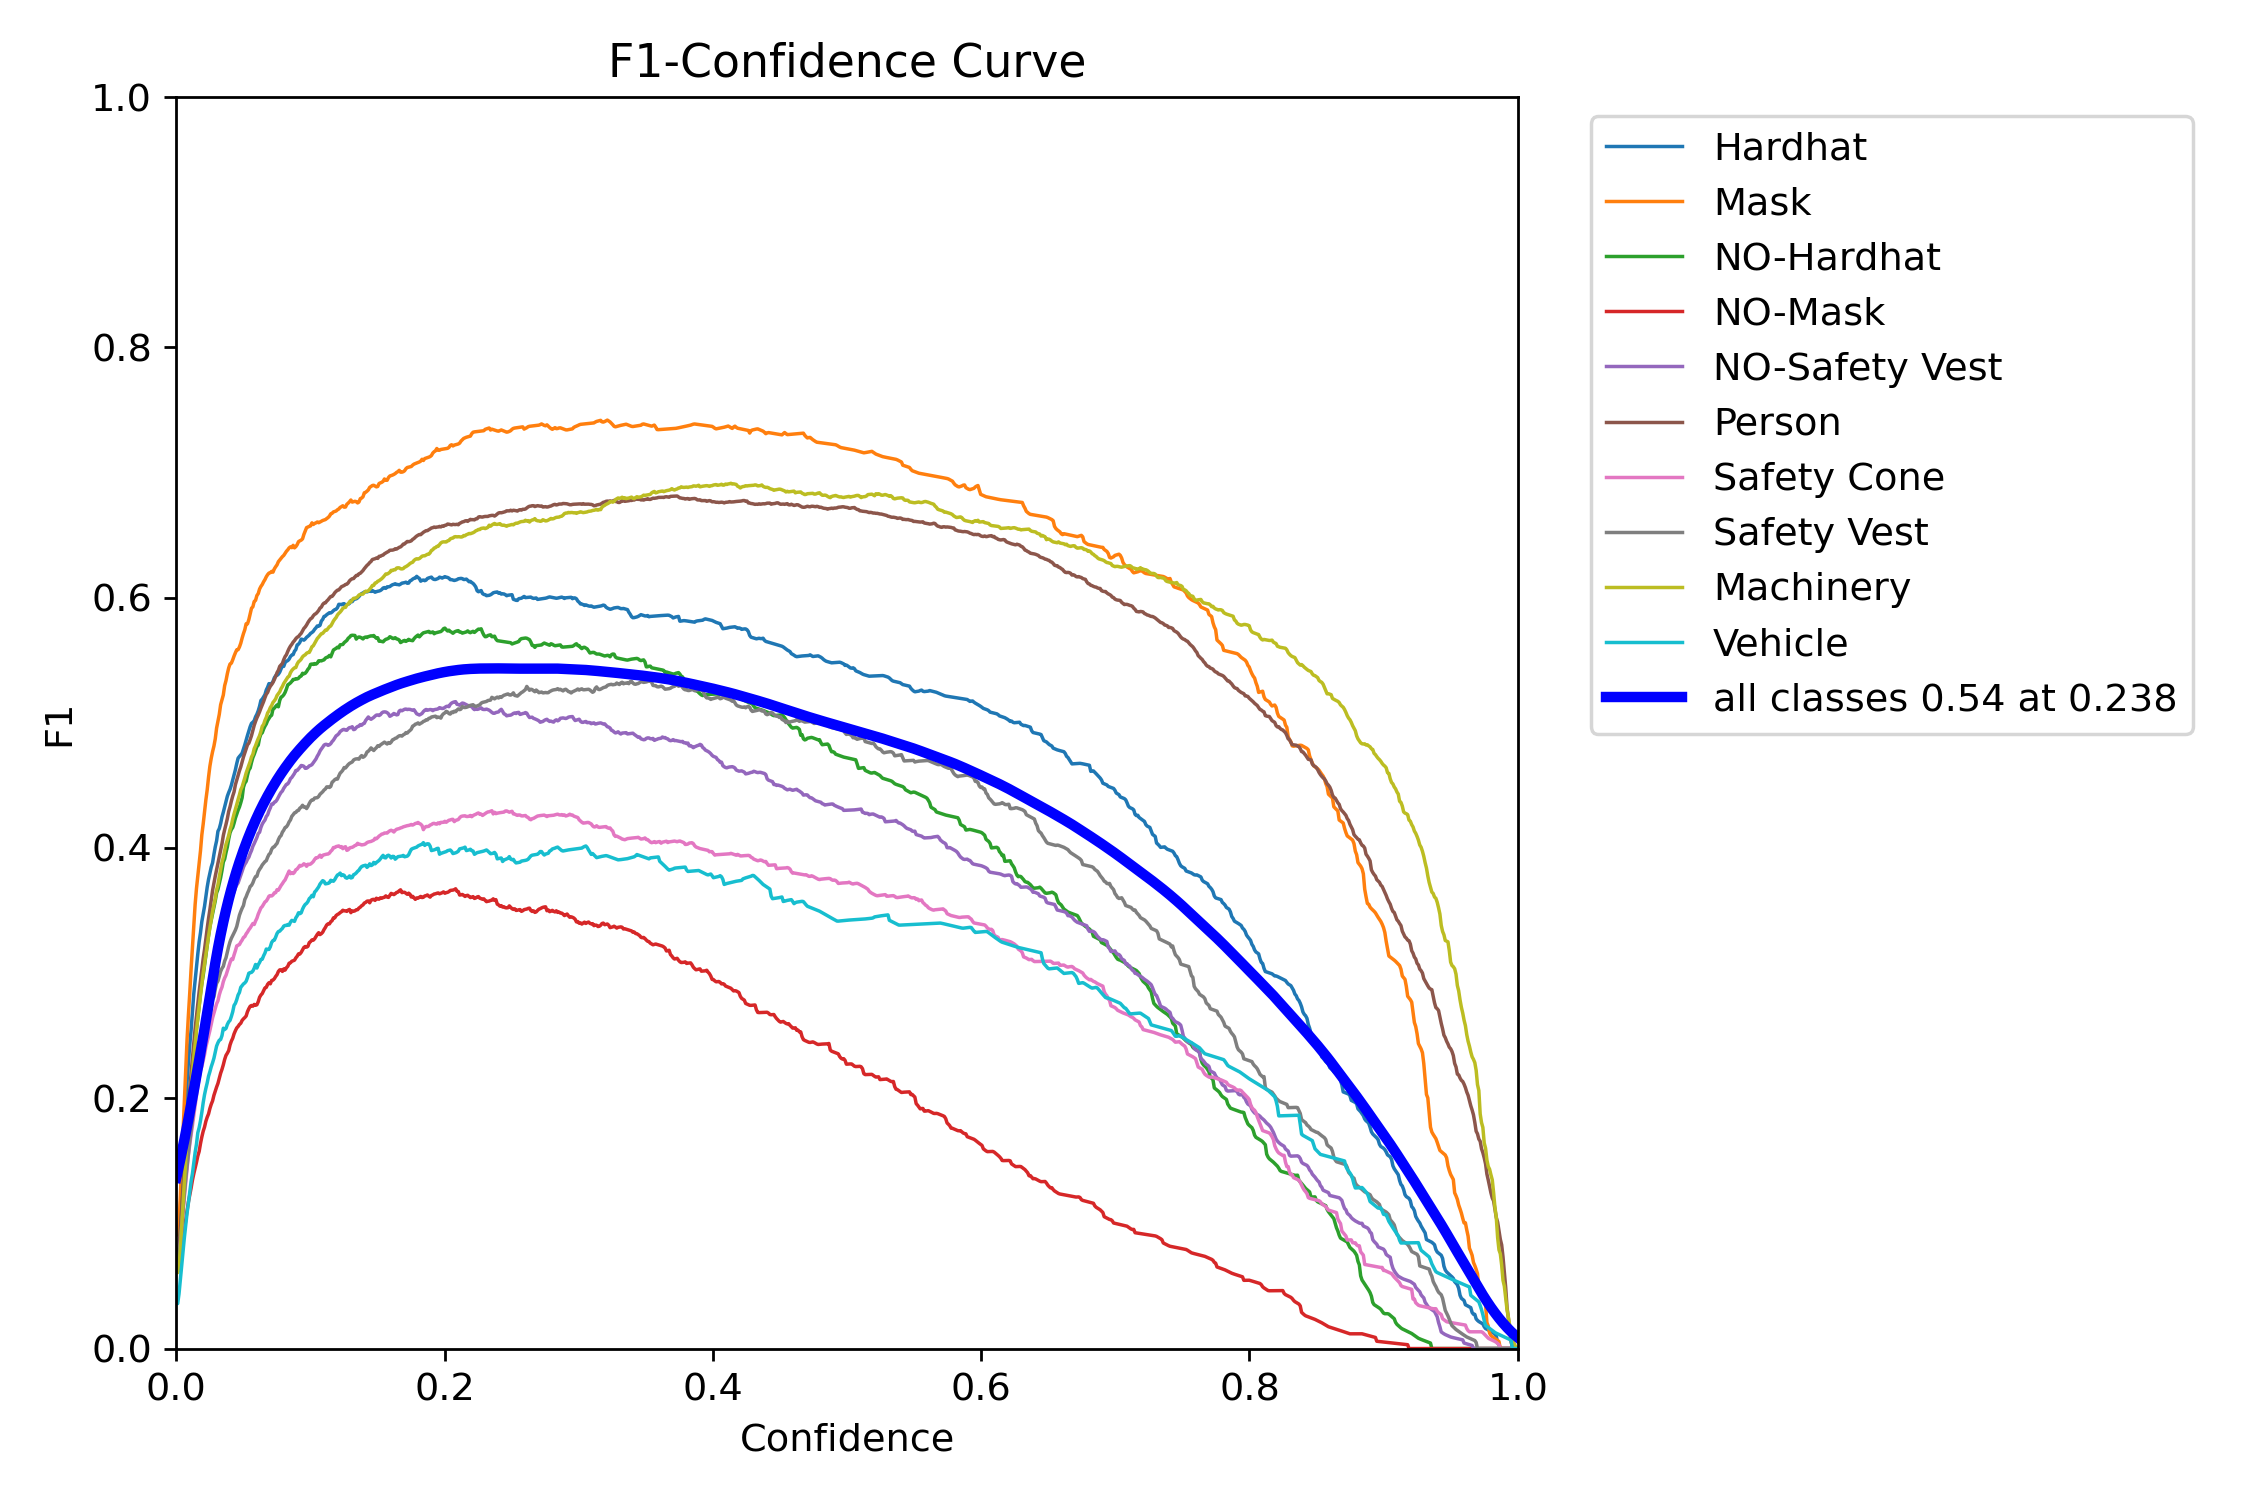 F1-Confidence Curve
1.0
0.8
0.6
0.4
0.2
0.0
F1
0.0 0.2 0.4 0.6 0.8 1.0
Confidence
Hardhat
Mask
NO-Hardhat
NO-Mask
NO-Safety Vest
Person
Safety Cone
Safety Vest
Machinery
Vehicle
all classes 0.54 at 0.238